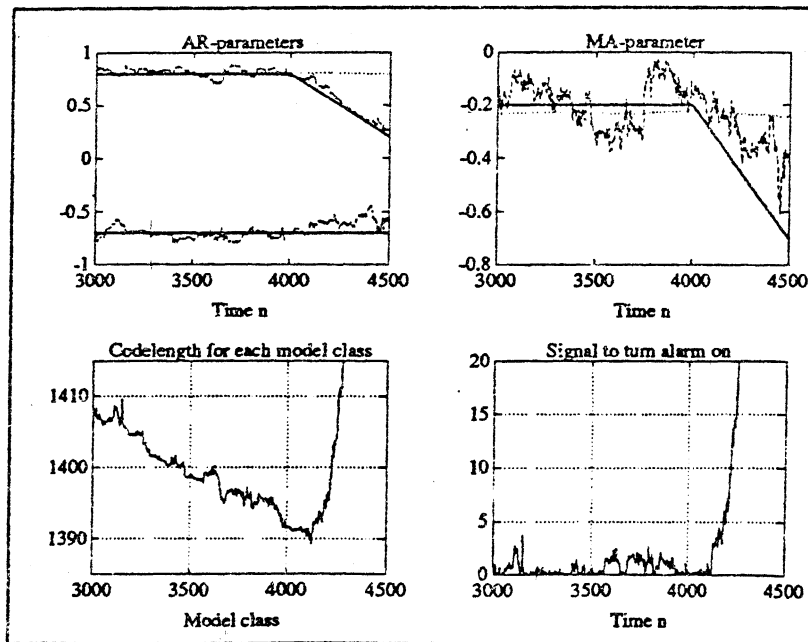 AR-parameters
1
0.5
0
-0.5
-1
3000 3500 4000 4500
Time n
MA-parameter
0
-0.2
-0.4
-0.6
-0.8
3000 3500 4000 4500
Time n
Codelength for each model class
1410
1400
1390
3000 3500 4000 4500
Model class
Signal to turn alarm on
20
15
10
5
0
3000 3500 4000 4500
Time n